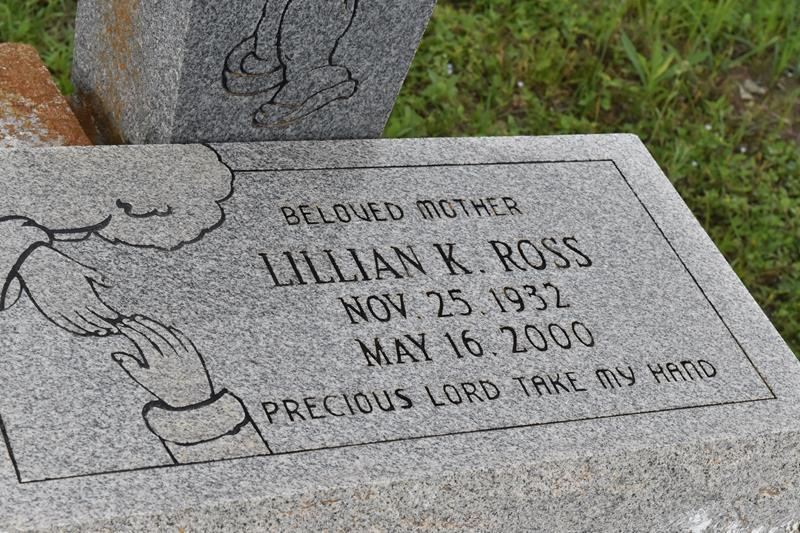 BELOVED MOTHER
LILLIAN K. ROSS
NOV. 25. 1932
MAY 16. 2000
PRECIOUS LORD TAKE MY HAND